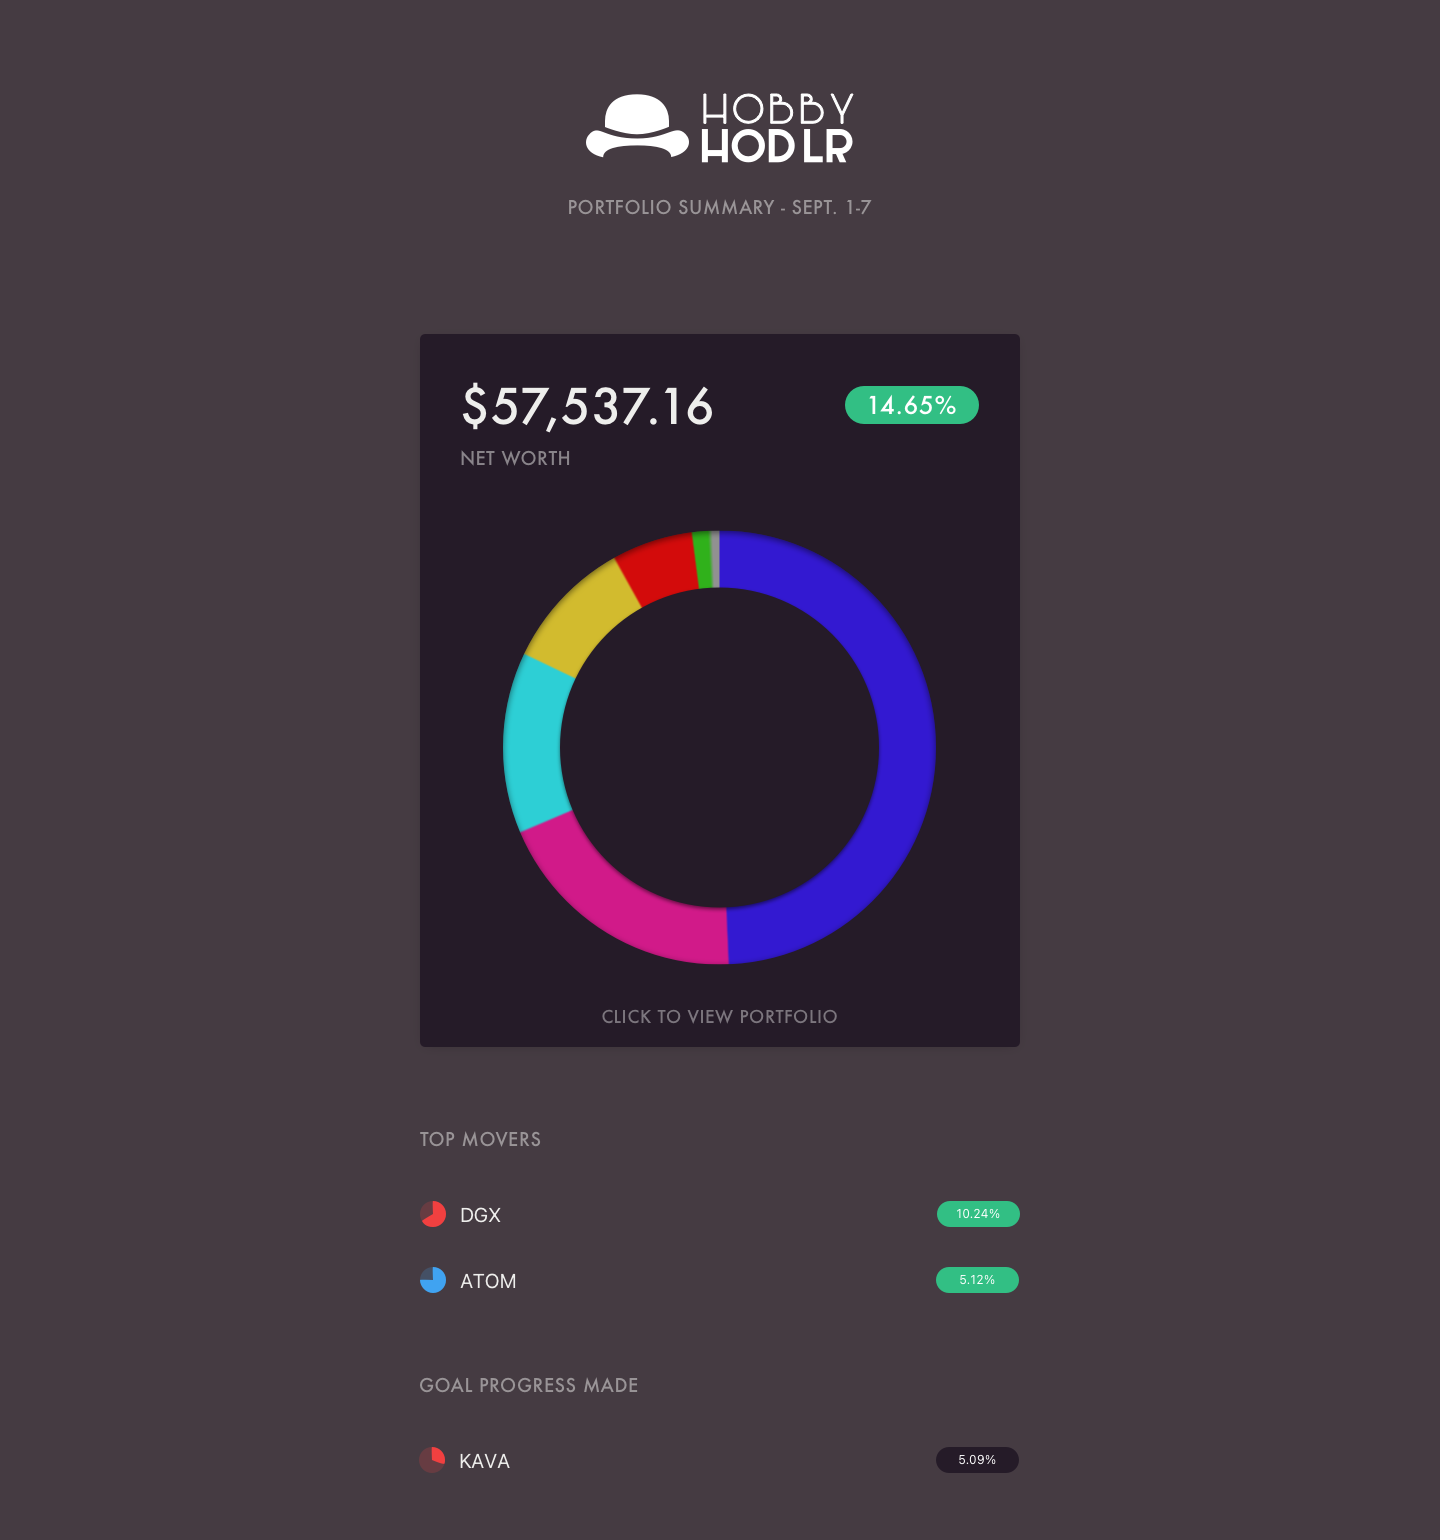 HOBBY
HODLR
PORTFOLIO SUMMARY - SEPT. 1-7
$57,537.16
14.65%
NET WORTH
CLICK TO VIEW PORTFOLIO
TOP MOVERS
DGX
10.24%
ATOM
5.12%
GOAL PROGRESS MADE
KAVA
5.09%